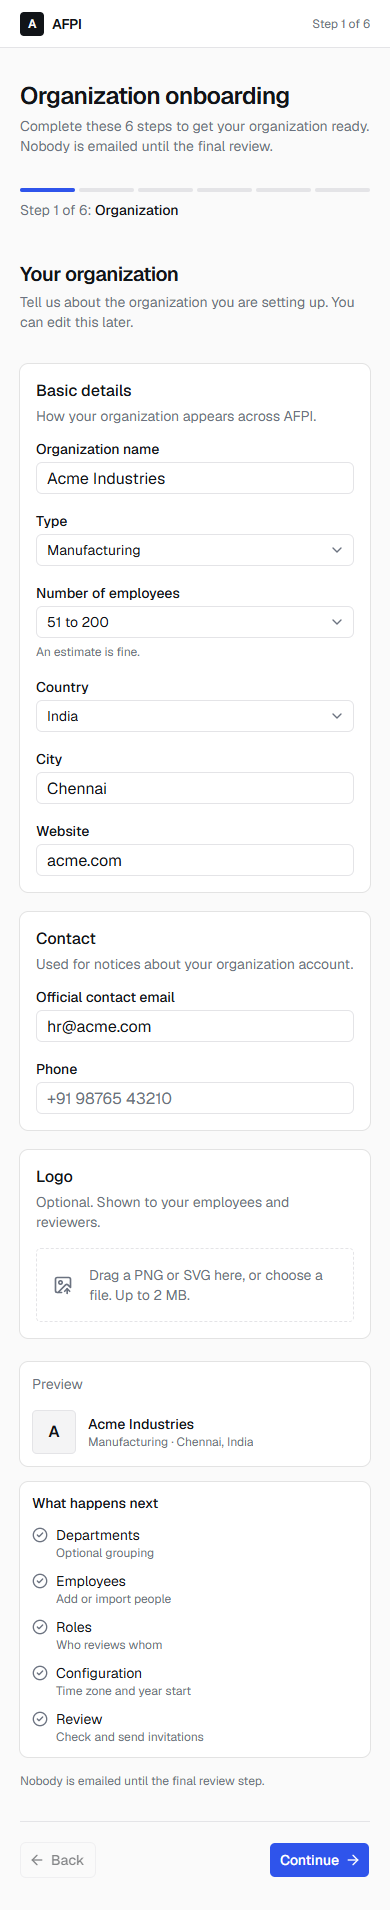 A AFPI Step 1 of 6
Organization onboarding
Complete these 6 steps to get your organization ready.
Nobody is emailed until the final review.
Step 1 of 6: Organization
Your organization
Tell us about the organization you are setting up. You
can edit this later.
Basic details
How your organization appears across AFPI.
Organization name
Acme Industries
Type
Manufacturing
Number of employees
51 to 200
An estimate is fine.
Country
India
City
Chennai
Website
acme.com
Contact
Used for notices about your organization account.
Official contact email
hr@acme.com
Phone
+91 98765 43210
Logo
Optional. Shown to your employees and
reviewers.
Drag a PNG or SVG here, or choose a
file. Up to 2 MB.
Preview
A
Acme Industries
Manufacturing · Chennai, India
What happens next
Departments
Optional grouping
Employees
Add or import people
Roles
Who reviews whom
Configuration
Time zone and year start
Review
Check and send invitations
Nobody is emailed until the final review step.
Back Continue